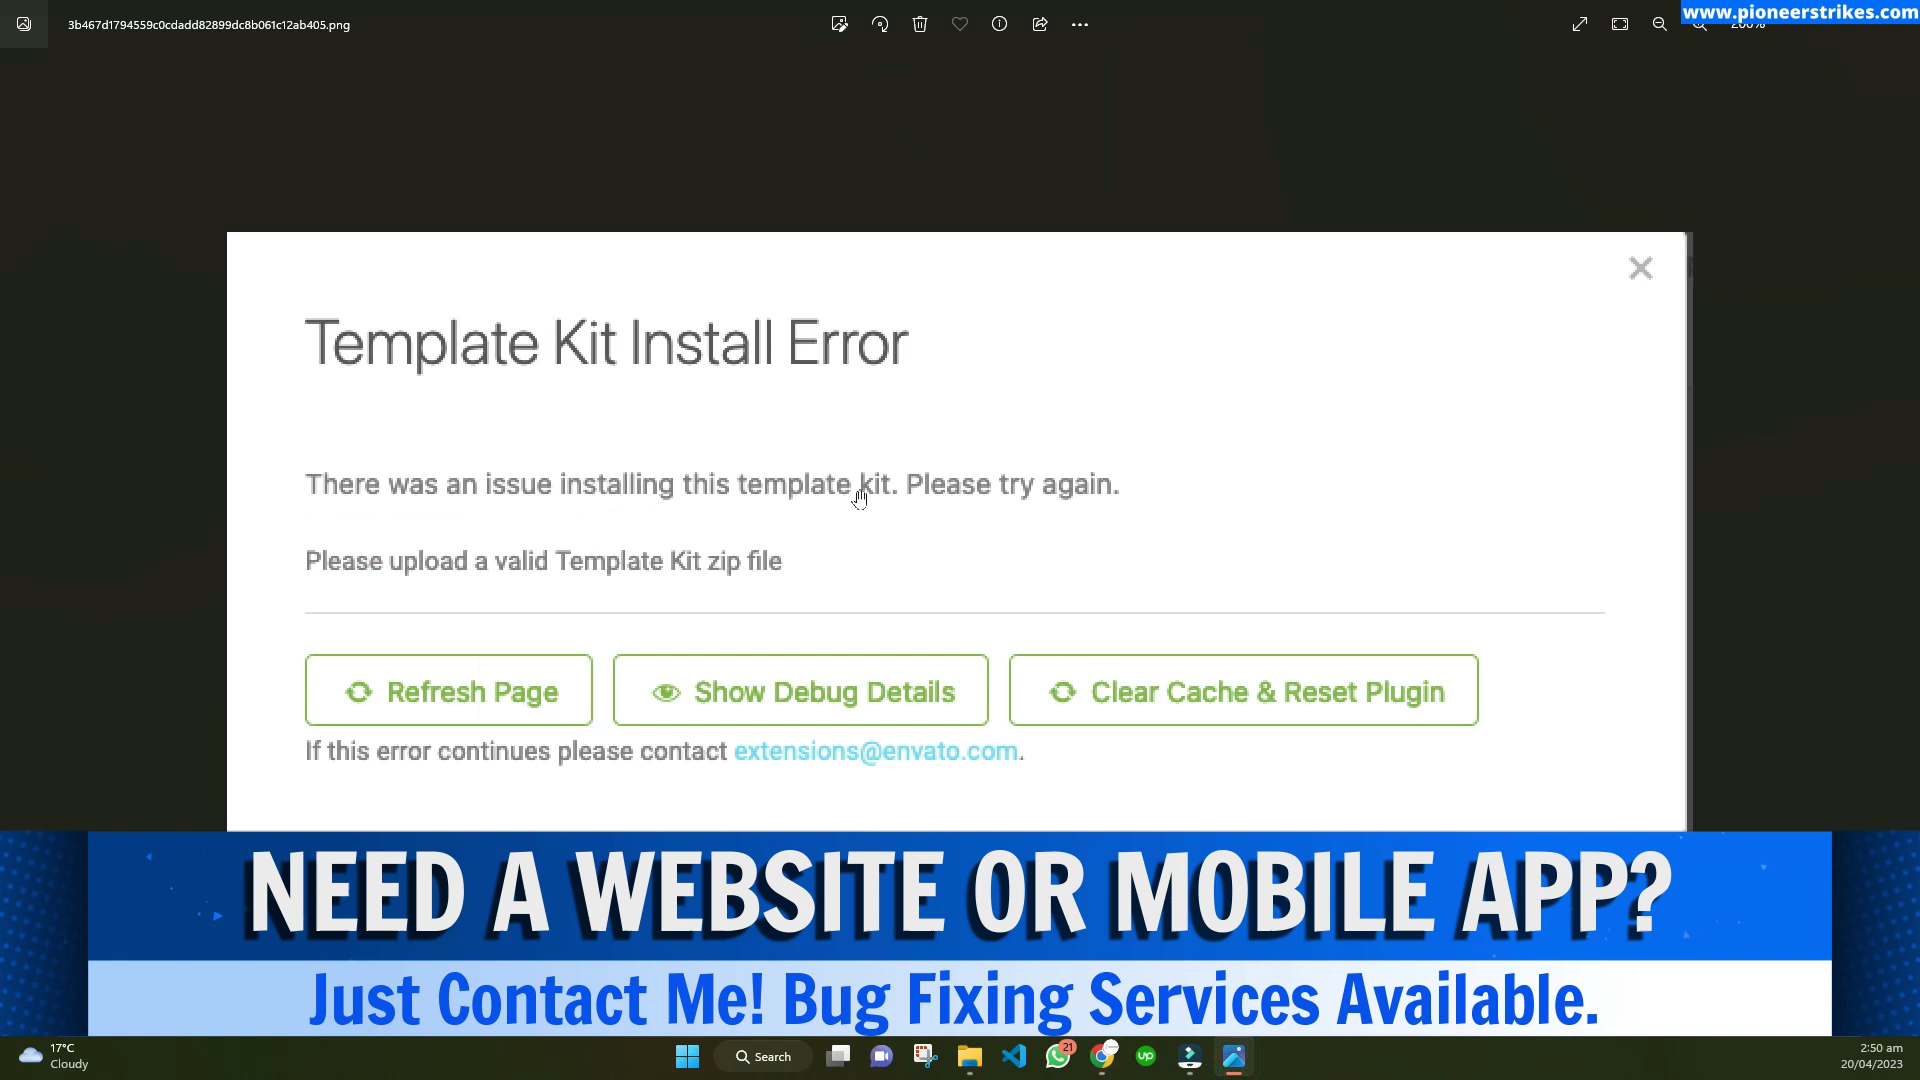 3b467d1794559c0cdadd82899dc8b061c12ab405.png
www.pioneerstrikes.com
Template Kit Install Error
There was an issue installing this template kit. Please try again.
Please upload a valid Template Kit zip file
Refresh Page
Show Debug Details
Clear Cache & Reset Plugin
If this error continues please contact extensions@envato.com.
NEED A WEBSITE OR MOBILE APP?
Just Contact Me! Bug Fixing Services Available.
17°C
Cloudy
Search
21
up
2:50 am
20/04/2023